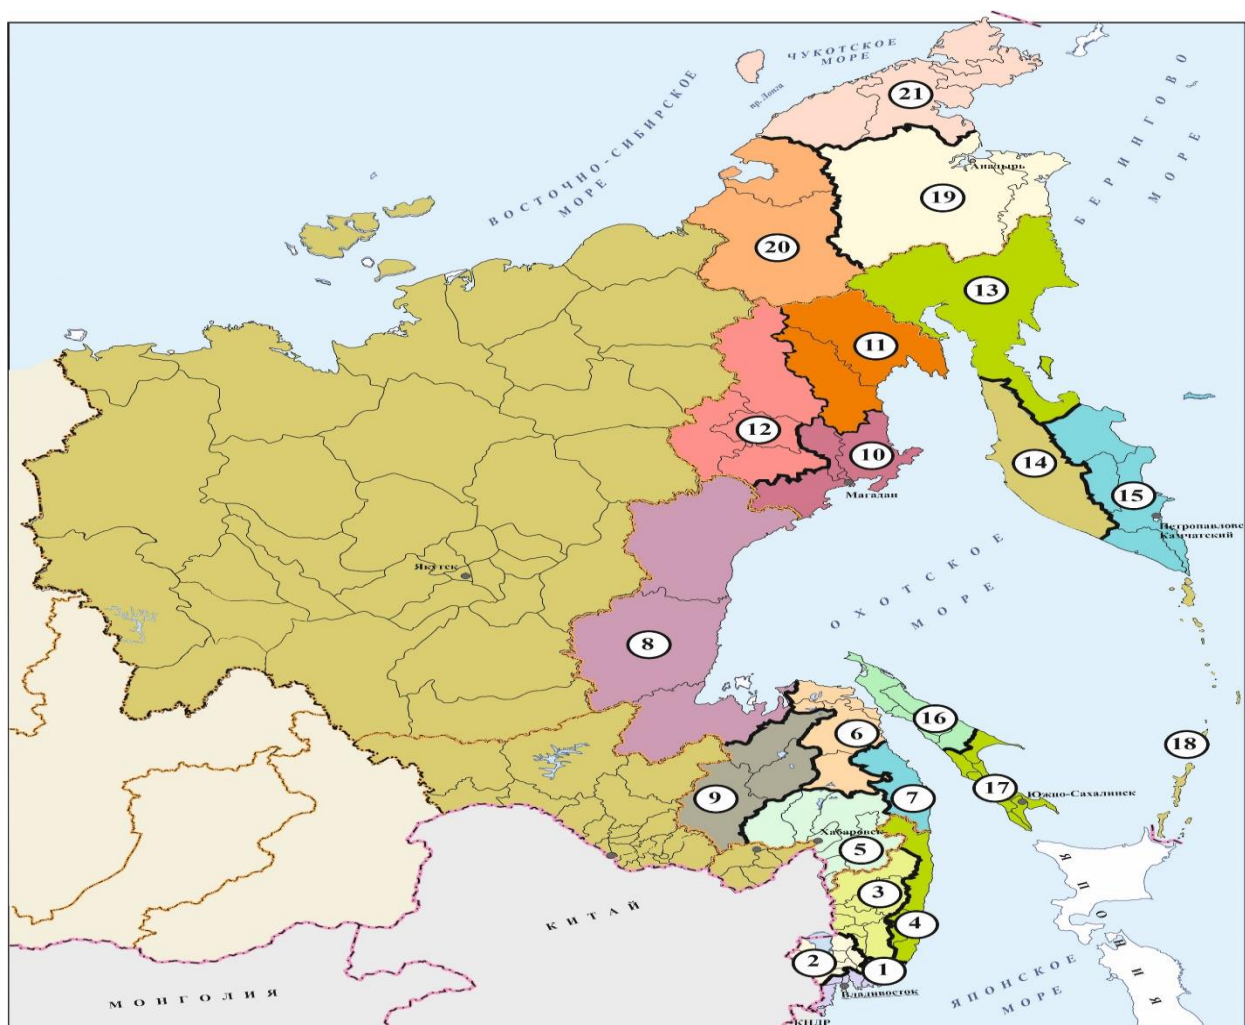 ЧУКОТСКОЕ
МОРЕ
пр. Лонга
21
БЕРИНГОВО
МОРЕ
ВОСТОЧНО-СИБИРСКОЕ
МОРЕ
Анадырь
19
20
13
11
12
10
14
15
Магадан
Петропавловс
Камчатский
Якутск
ОХОТСКОЕ
МОРЕ
8
16
6
18
9
7
17
Южно-Сахалинск
Хабаровск
5
3
ЯПОНИЯ
КИТАЙ
4
2
1
МОНГОЛИЯ
Владивосток
ЯПОНСКОЕ
МОРЕ
КНДР